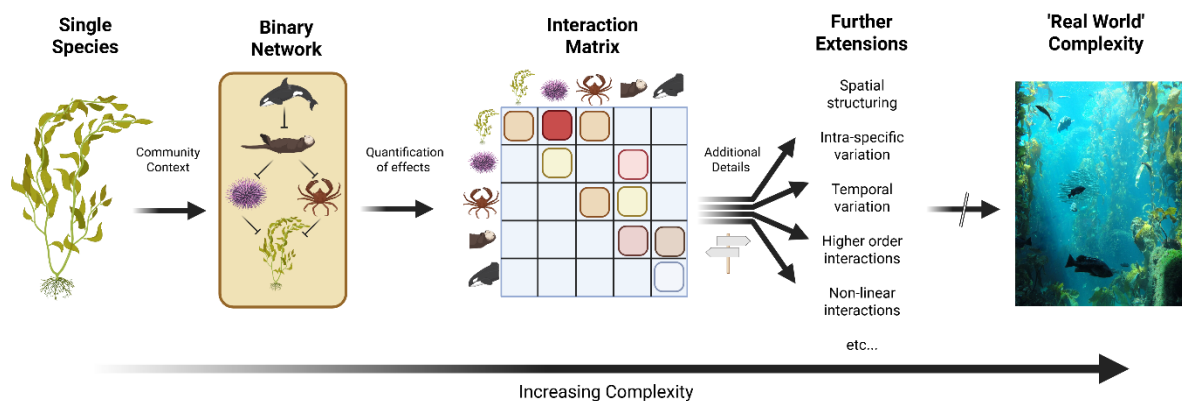 Single
Species
Binary
Network
Interaction
Matrix
Further
Extensions
'Real World'
Complexity
Community
Context
Quantification
of effects
Additional
Details
Spatial
structuring
Intra-specific
variation
Temporal
variation
Higher order
interactions
Non-linear
interactions
etc...
Increasing Complexity